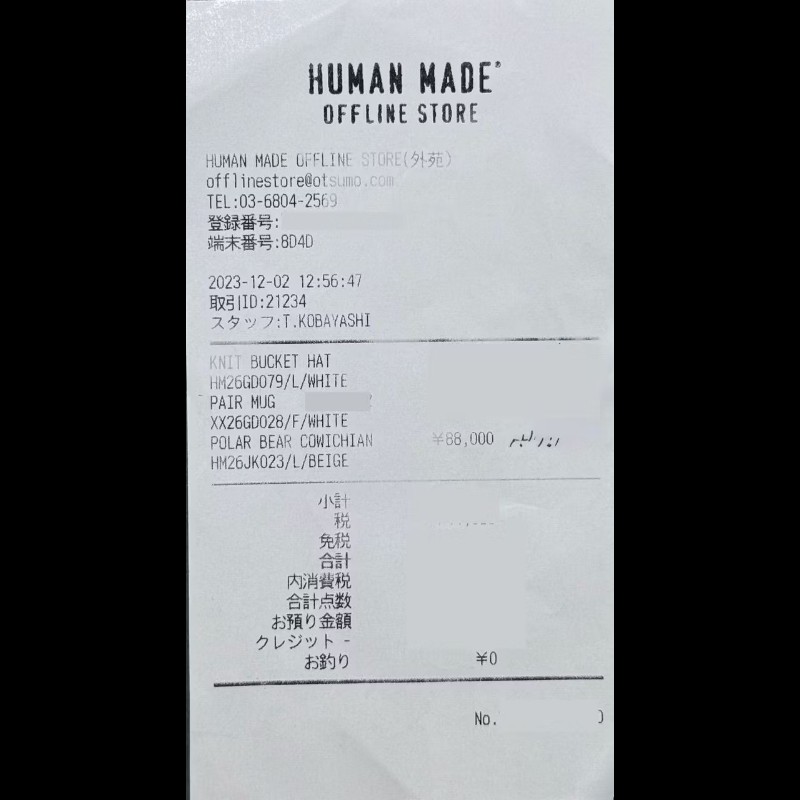 HUMAN MADE®
OFFLINE STORE
HUMAN MADE OFFLINE STORE(外苑)
offlinestore@otsumo.com
TEL:03-6804-2569
登録番号:
端末番号:8D4D
2023-12-02 12:56:47
取引ID:21234
スタッフ:T.KOBAYASHI
KNIT BUCKET HAT
HM26GD079/L/WHITE
PAIR MUG
XX26GD028/F/WHITE
POLAR BEAR COWICHIAN ¥88,000
HM26JK023/L/BEIGE
小計
税
免税
合計
内消費税
合計点数
お預り金額
クレジット -
お釣り ¥0
No.